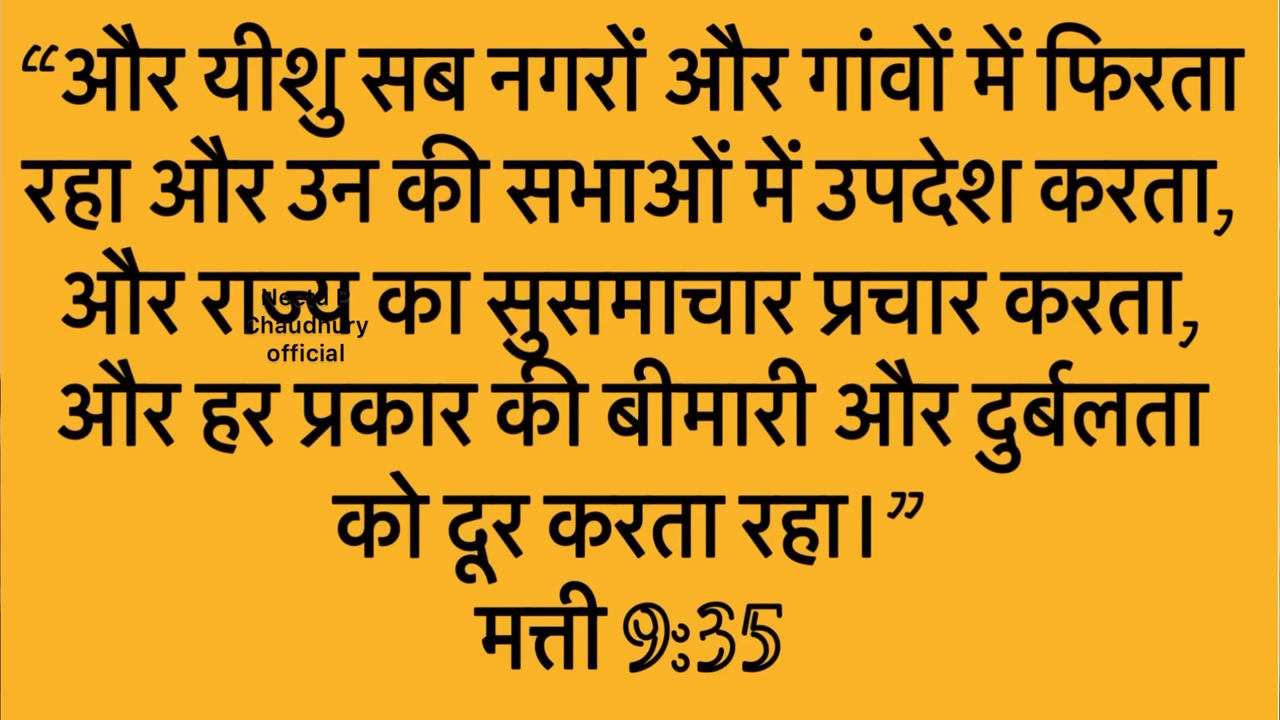 “और यीशु सब नगरों और गांवों में फिरता
रहा और उन की सभाओं में उपदेश करता,
और राज्य का सुसमाचार प्रचार करता,
Neetu P
Chaudhury
official
और हर प्रकार की बीमारी और दुर्बलता
को दूर करता रहा।”
मत्ती 9:35